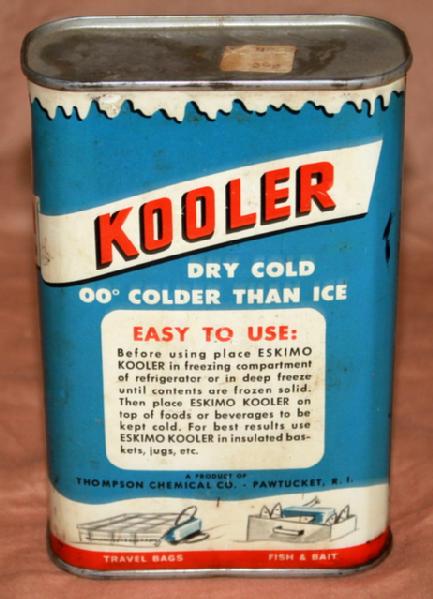 KOOLER
DRY COLD
00° COLDER THAN ICE
EASY TO USE:
Before using place ESKIMO
KOOLER in freezing compartment
of refrigerator or in deep freeze
until contents are frozen solid.
Then place ESKIMO KOOLER on
top of foods or beverages to be
kept cold. For best results use
ESKIMO KOOLER in insulated bas-
kets, jugs, etc.
A PRODUCT OF
THOMPSON CHEMICAL CO. - PAWTUCKET, R. I.
TRAVEL BAGS FISH & BAIT